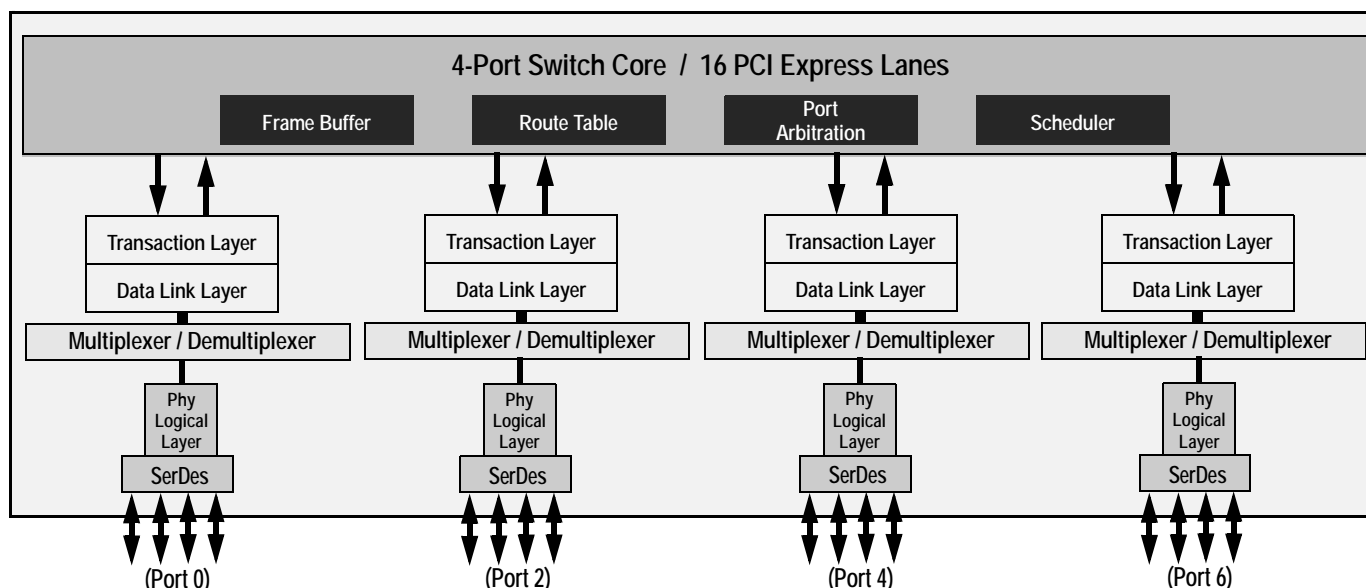 4-Port Switch Core / 16 PCI Express Lanes
Frame Buffer
Route Table
Port
Arbitration
Scheduler
Transaction Layer
Data Link Layer
Multiplexer / Demultiplexer
Phy
Logical
Layer
SerDes
(Port 0)
Transaction Layer
Data Link Layer
Multiplexer / Demultiplexer
Phy
Logical
Layer
SerDes
(Port 2)
Transaction Layer
Data Link Layer
Multiplexer / Demultiplexer
Phy
Logical
Layer
SerDes
(Port 4)
Transaction Layer
Data Link Layer
Multiplexer / Demultiplexer
Phy
Logical
Layer
SerDes
(Port 6)